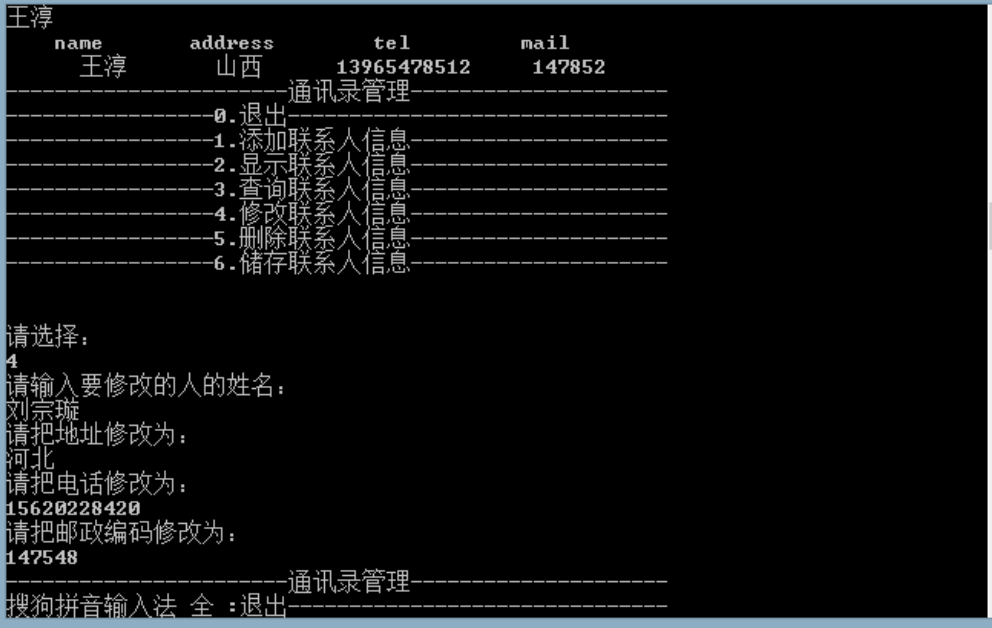 王淳
name address tel mail
王淳 山西 13965478512 147852
-----------------------通讯录管理---------------------
-----------------0.退出-------------------------------
-----------------1.添加联系人信息---------------------
-----------------2.显示联系人信息---------------------
-----------------3.查询联系人信息---------------------
-----------------4.修改联系人信息---------------------
-----------------5.删除联系人信息---------------------
-----------------6.储存联系人信息---------------------
请选择:
4
请输入要修改的人的姓名:
刘宗璇
请把地址修改为:
河北
请把电话修改为:
15620228420
请把邮政编码修改为:
147548
-----------------------通讯录管理---------------------
搜狗拼音输入法 全 :退出-------------------------------